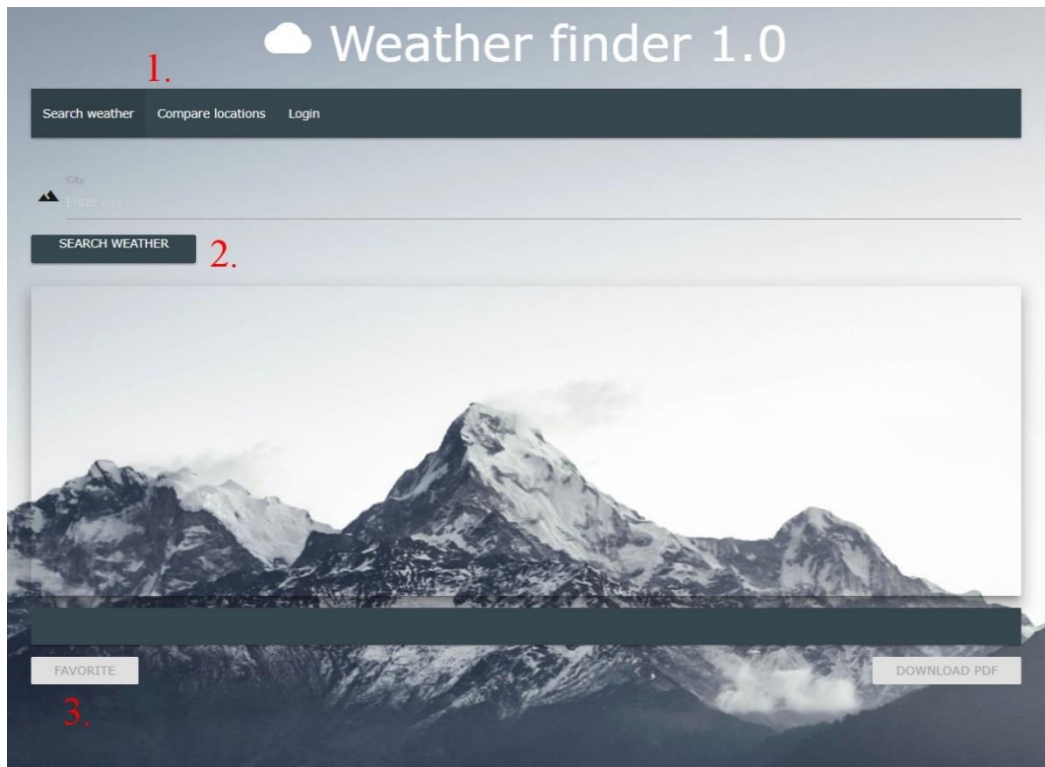 Weather finder 1.0
1.
Search weather Compare locations Login
City
Enter city
SEARCH WEATHER 2.
FAVORITE DOWNLOAD PDF
3.